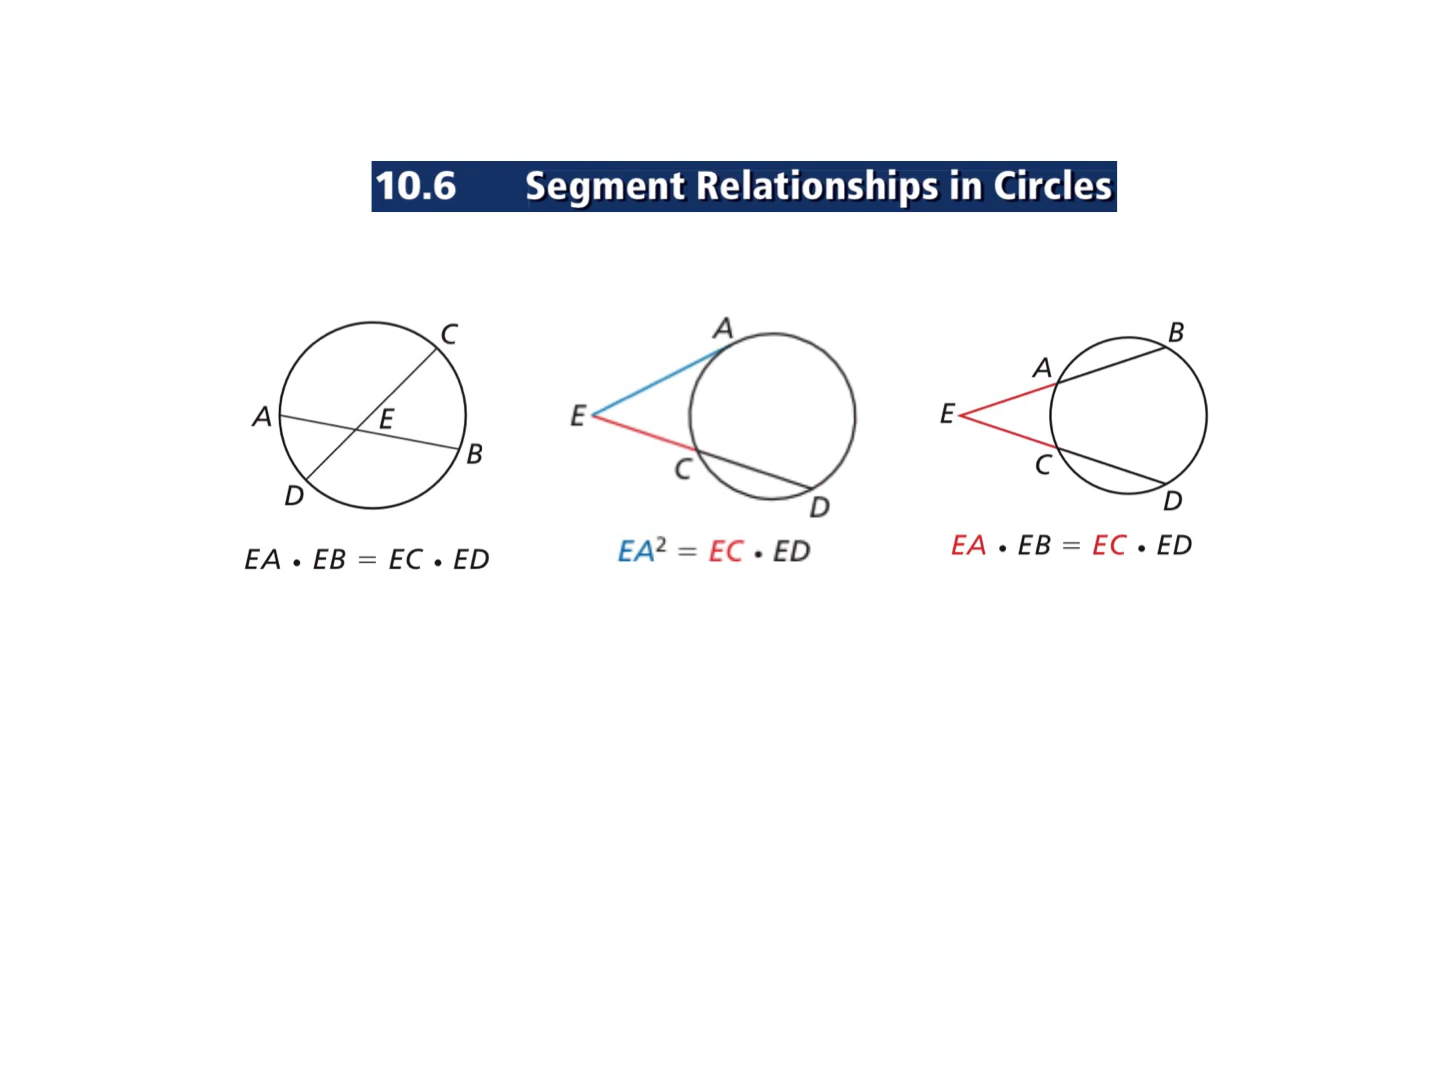 10.6 Segment Relationships in Circles
C
A
E
B
D
EA • EB = EC • ED
A
E
C
D
EA² = EC • ED
B
A
E
C
D
EA • EB = EC • ED